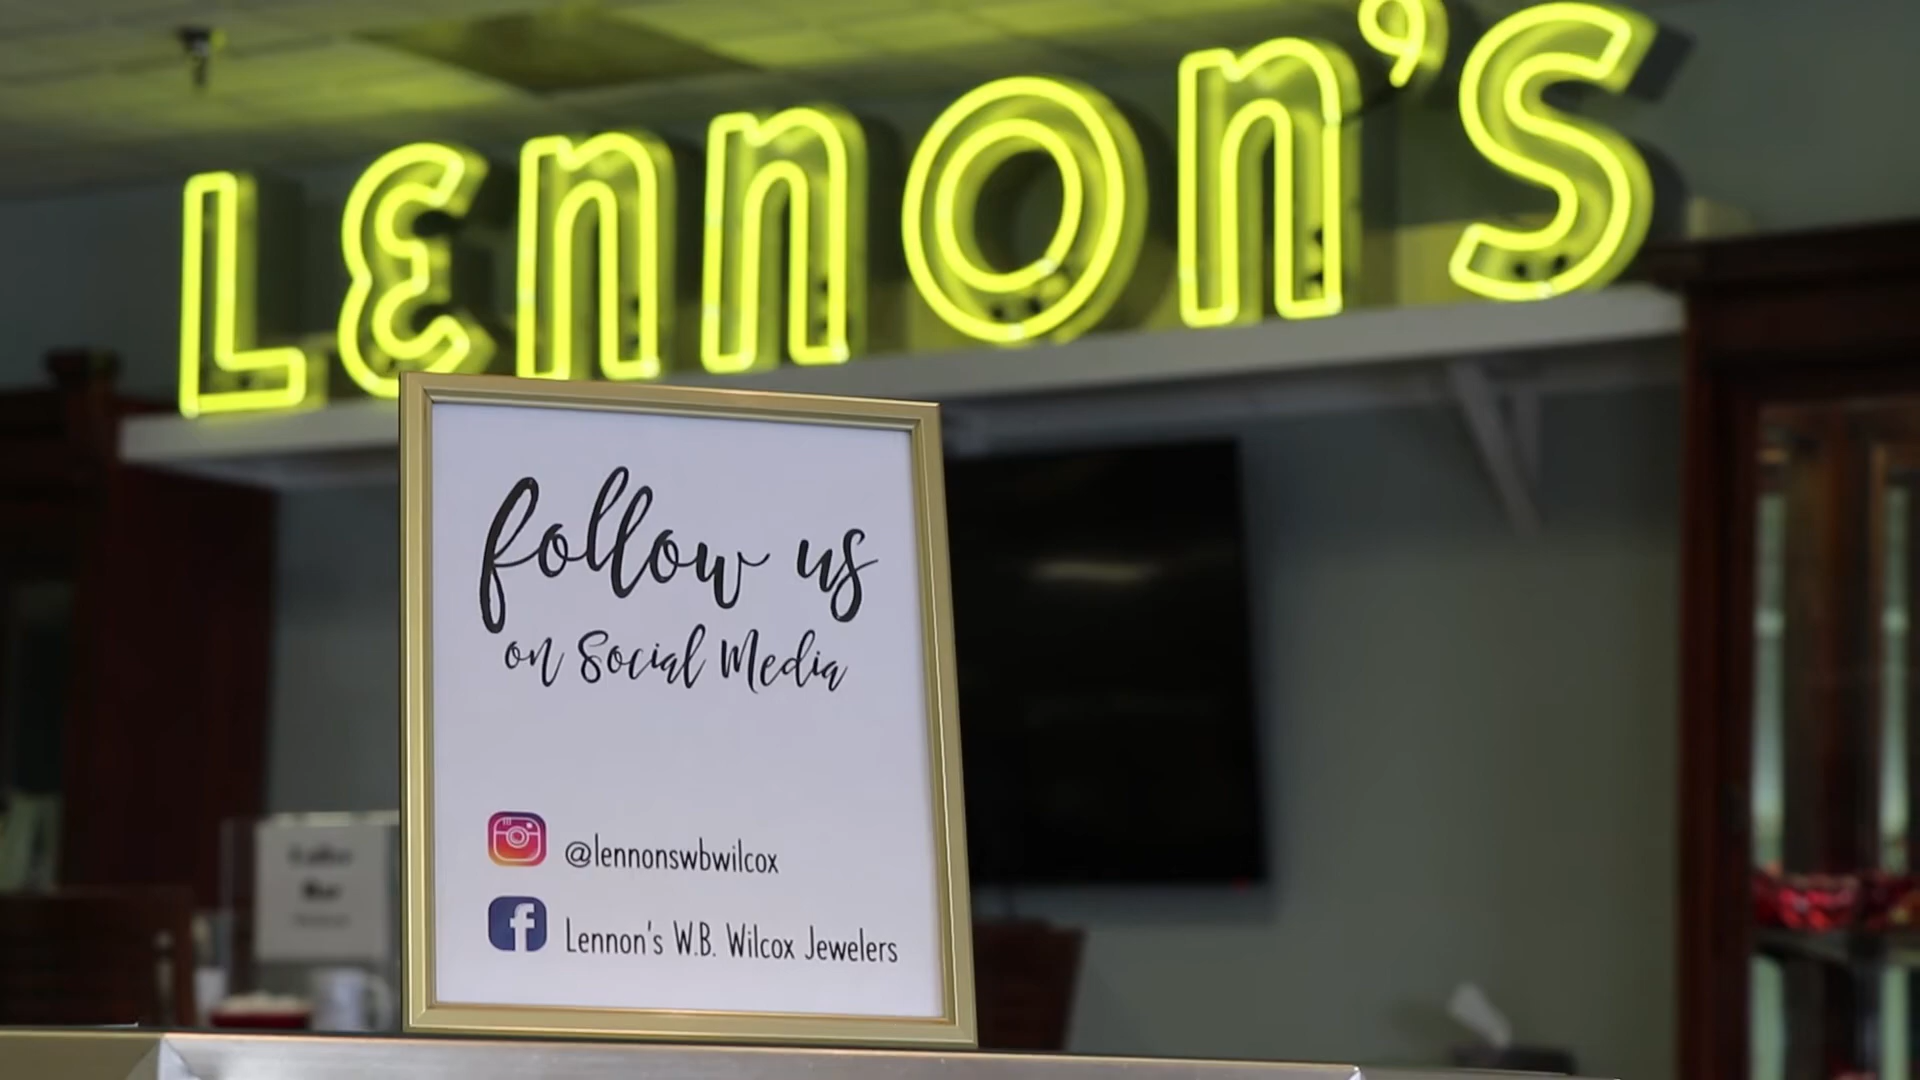 LENNON'S
follow us
on Social Media
@lennonswbwilcox
Lennon's W.B. Wilcox Jewelers